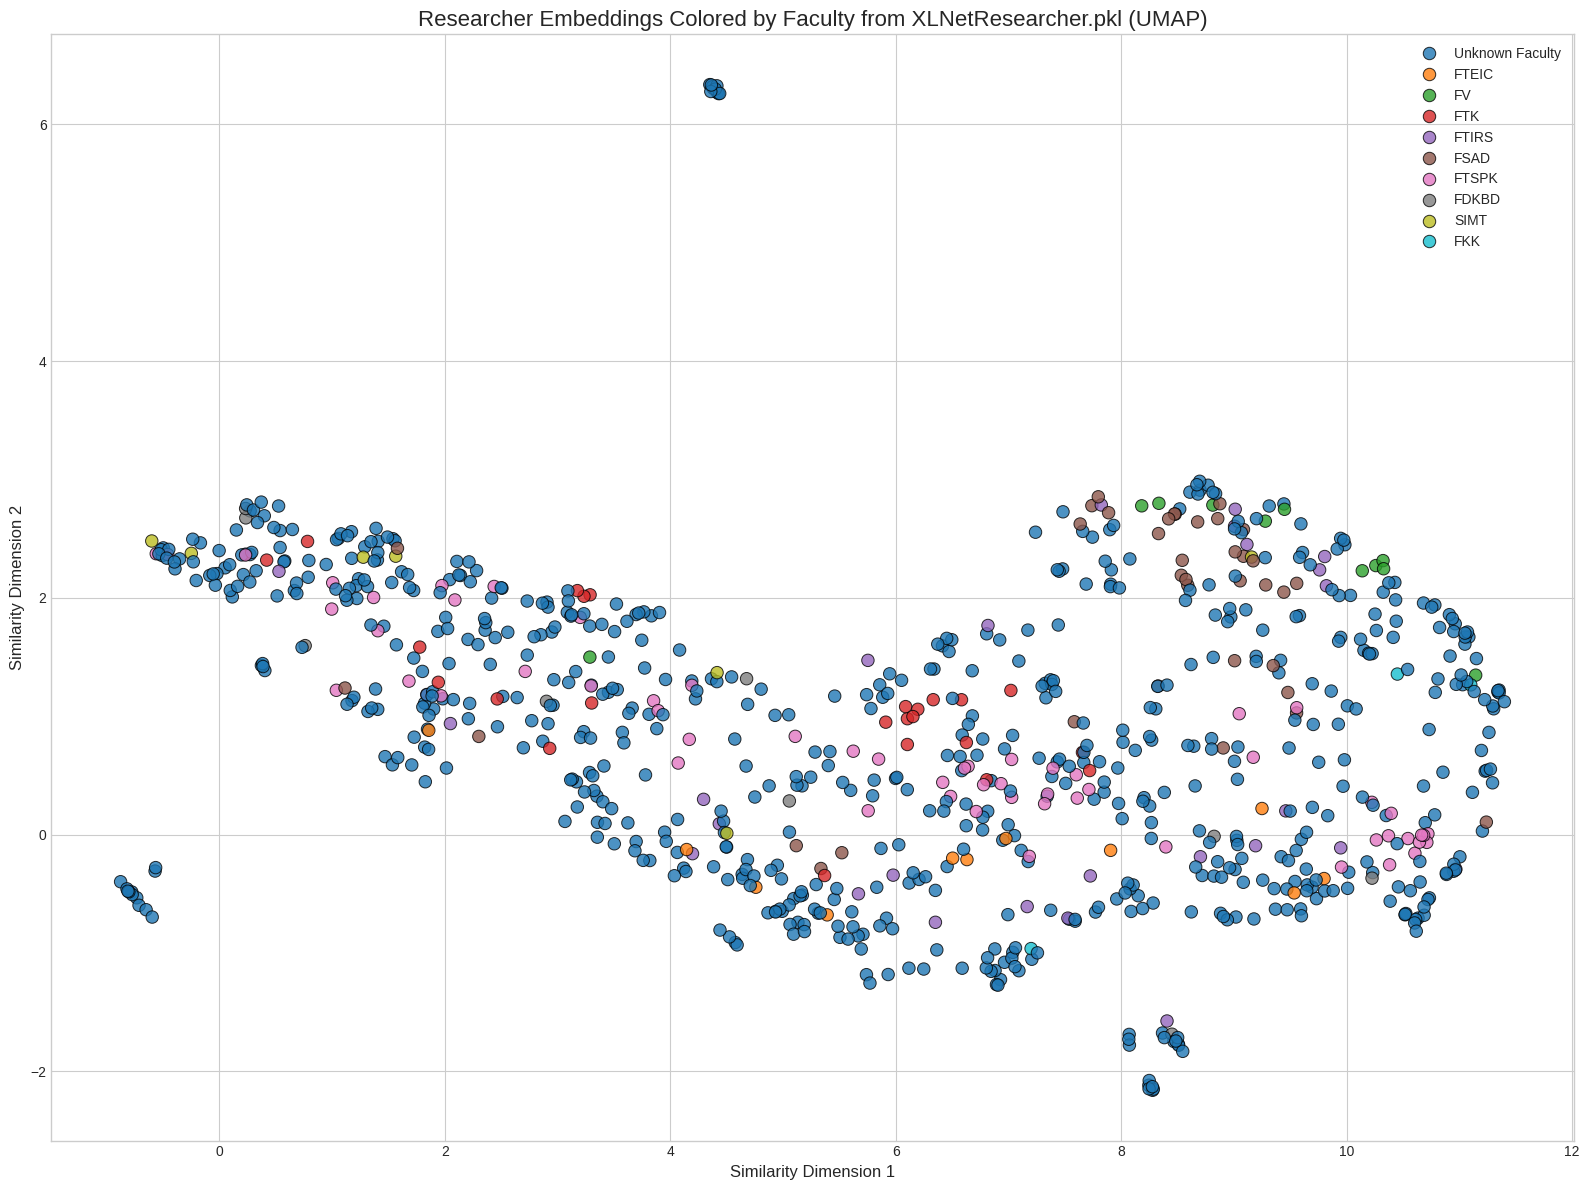 Researcher Embeddings Colored by Faculty from XLNetResearcher.pkl (UMAP)
Unknown Faculty
FTEIC
FV
FTK
FTIRS
FSAD
FTSPK
FDKBD
SIMT
FKK
6
4
2
0
−2
Similarity Dimension 2
0 2 4 6 8 10 12
Similarity Dimension 1